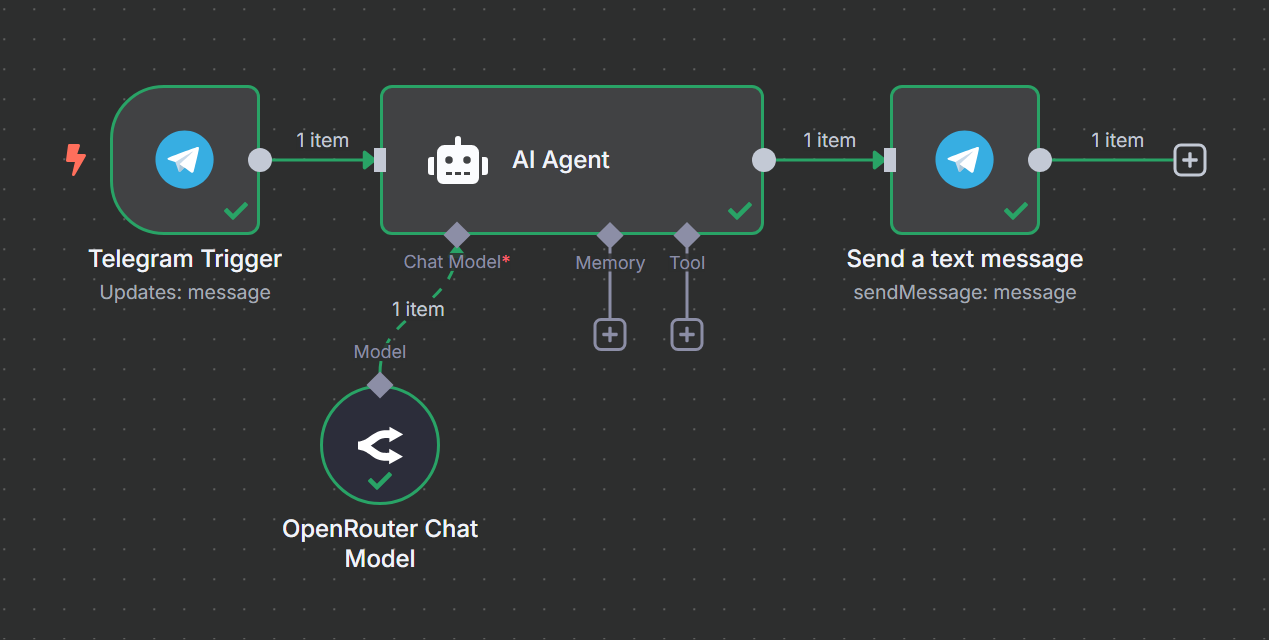 1 item
1 item
1 item
AI Agent
Telegram Trigger
Updates: message
Chat Model*
Memory
Tool
Send a text message
sendMessage: message
1 item
Model
OpenRouter Chat
Model